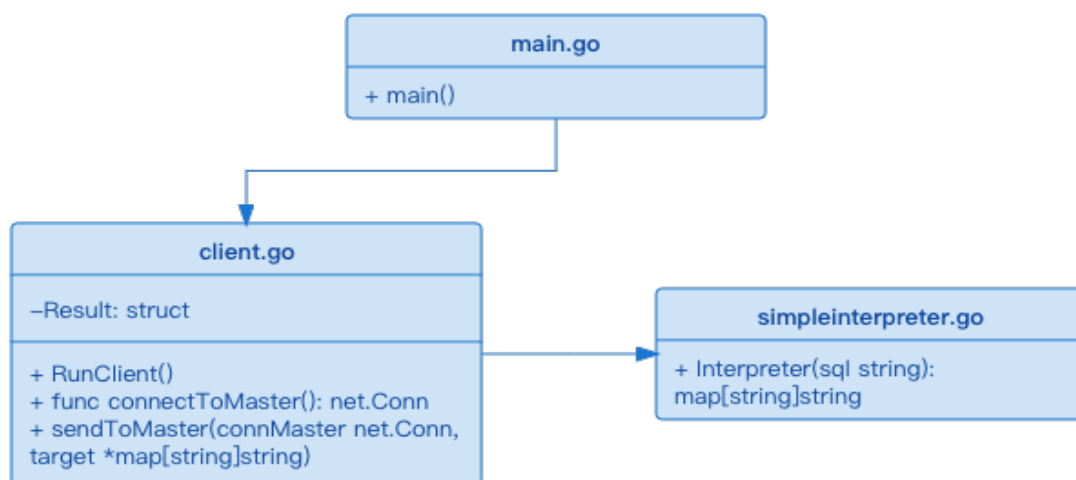 main.go
+ main()
client.go
–Result: struct
+ RunClient()
+ func connectToMaster(): net.Conn
+ sendToMaster(connMaster net.Conn,
target *map[string]string)
simpleinterpreter.go
+ Interpreter(sql string):
map[string]string